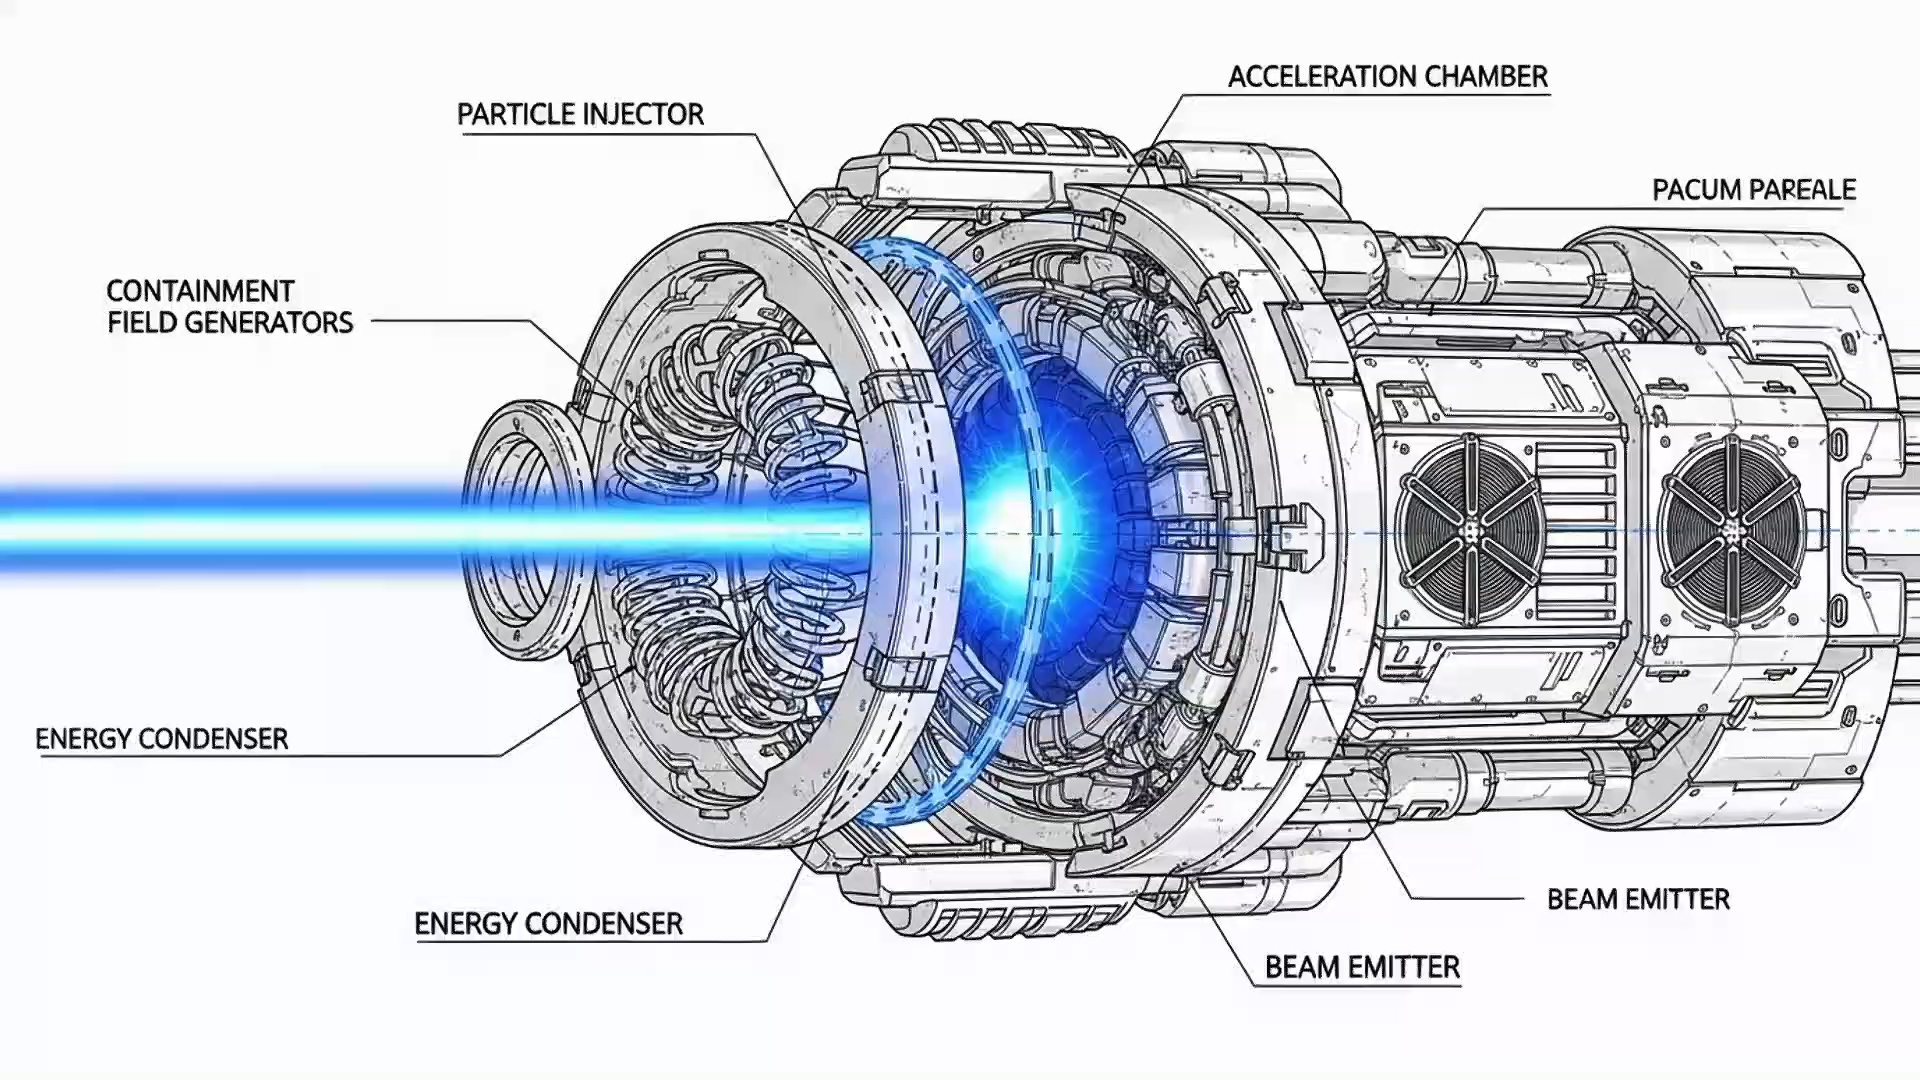 ACCELERATION CHAMBER
PARTICLE INJECTOR
PACUM PAREALE
CONTAINMENT
FIELD GENERATORS
ENERGY CONDENSER
BEAM EMITTER
ENERGY CONDENSER
BEAM EMITTER